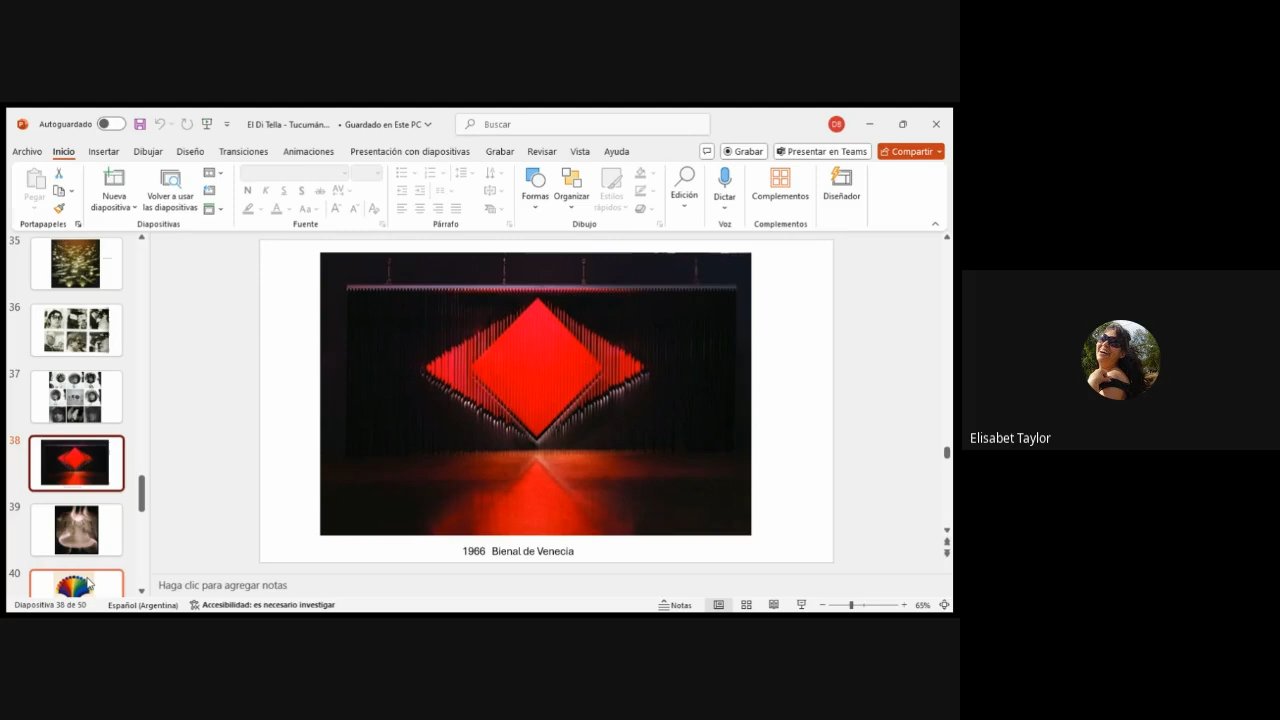 Autoguardado
El Di Tella - Tucumán... • Guardado en Este PC
Buscar
DB
Archivo Inicio Insertar Dibujar Diseño Transiciones Animaciones Presentación con diapositivas Grabar Revisar Vista Ayuda
Grabar
Presentar en Teams
Compartir
Pegar
Nueva diapositiva
Volver a usar las diapositivas
N K S S ab AV
Aa A A A
Formas
Organizar
Estilos rápidos
Edición
Dictar
Complementos
Diseñador
Portapapeles
Diapositivas
Fuente
Párrafo
Dibujo
Voz
Complementos
35
36
37
38
39
40
1966 Bienal de Venecia
Haga clic para agregar notas
Diapositiva 38 de 50
Español (Argentina)
Accesibilidad: es necesario investigar
Notas
65%
Elisabet Taylor